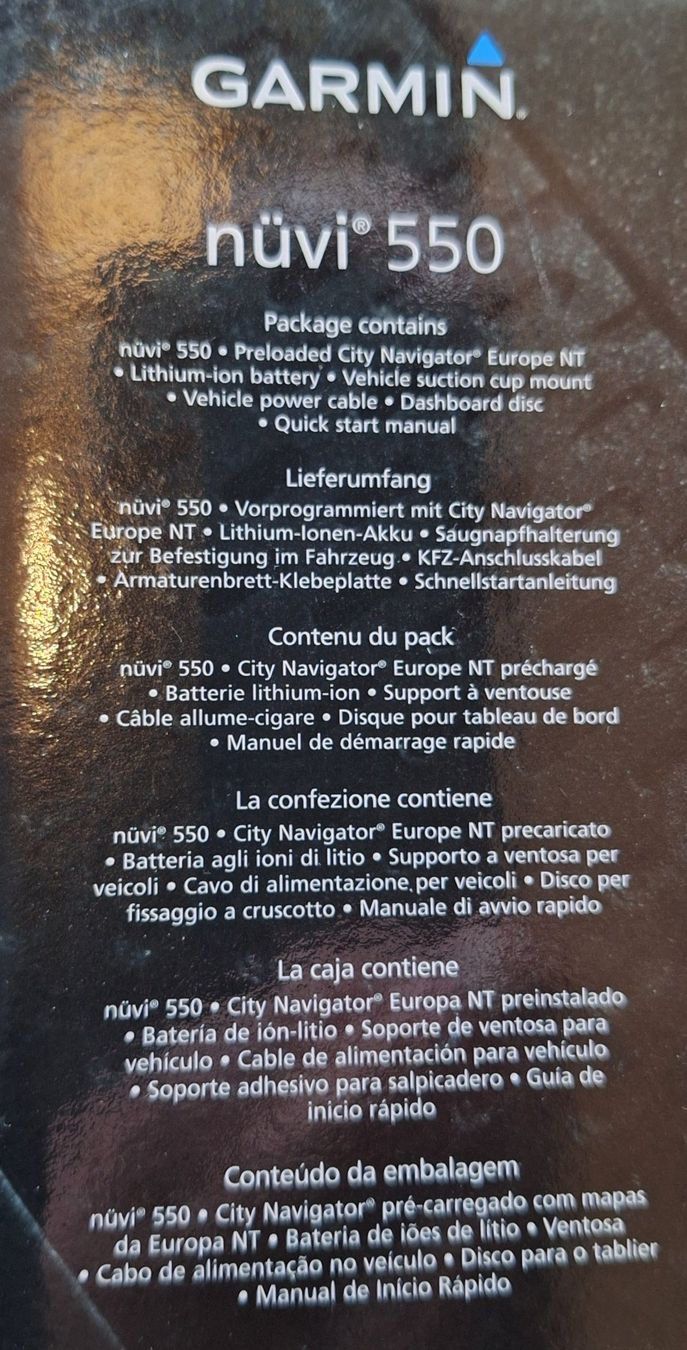 GARMIN®
nüvi® 550
Package contains
nüvi® 550 • Preloaded City Navigator® Europe NT
• Lithium-ion battery • Vehicle suction cup mount
• Vehicle power cable • Dashboard disc
• Quick start manual
Lieferumfang
nüvi® 550 • Vorprogrammiert mit City Navigator®
Europe NT • Lithium-Ionen-Akku • Saugnapfhalterung
zur Befestigung im Fahrzeug • KFZ-Anschlusskabel
• Armaturenbrett-Klebeplatte • Schnellstartanleitung
Contenu du pack
nüvi® 550 • City Navigator® Europe NT préchargé
• Batterie lithium-ion • Support à ventouse
• Câble allume-cigare • Disque pour tableau de bord
• Manuel de démarrage rapide
La confezione contiene
nüvi® 550 • City Navigator® Europe NT precaricato
• Batteria agli ioni di litio • Supporto a ventosa per
veicoli • Cavo di alimentazione per veicoli • Disco per
fissaggio a cruscotto • Manuale di avvio rapido
La caja contiene
nüvi® 550 • City Navigator® Europa NT preinstalado
• Batería de ión-litio • Soporte de ventosa para
vehículo • Cable de alimentación para vehículo
• Soporte adhesivo para salpicadero • Guía de
inicio rápido
Conteúdo da embalagem
nüvi® 550 • City Navigator® pré-carregado com mapas
da Europa NT • Bateria de iões de lítio • Ventosa
• Cabo de alimentação no veículo • Disco para o tablier
• Manual de Início Rápido